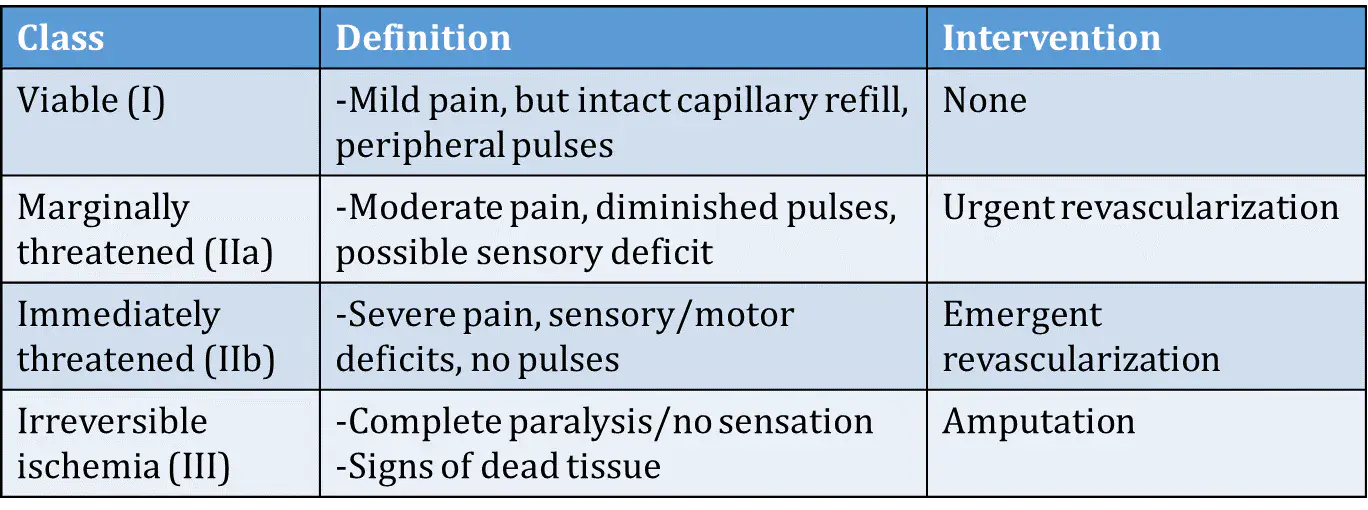 Class Definition Intervention
Viable (I)
-Mild pain, but intact capillary refill,
peripheral pulses
None
Marginally
threatened (IIa)
-Moderate pain, diminished pulses,
possible sensory deficit
Urgent revascularization
Immediately
threatened (IIb)
-Severe pain, sensory/motor
deficits, no pulses
Emergent
revascularization
Irreversible
ischemia (III)
-Complete paralysis/no sensation
-Signs of dead tissue
Amputation